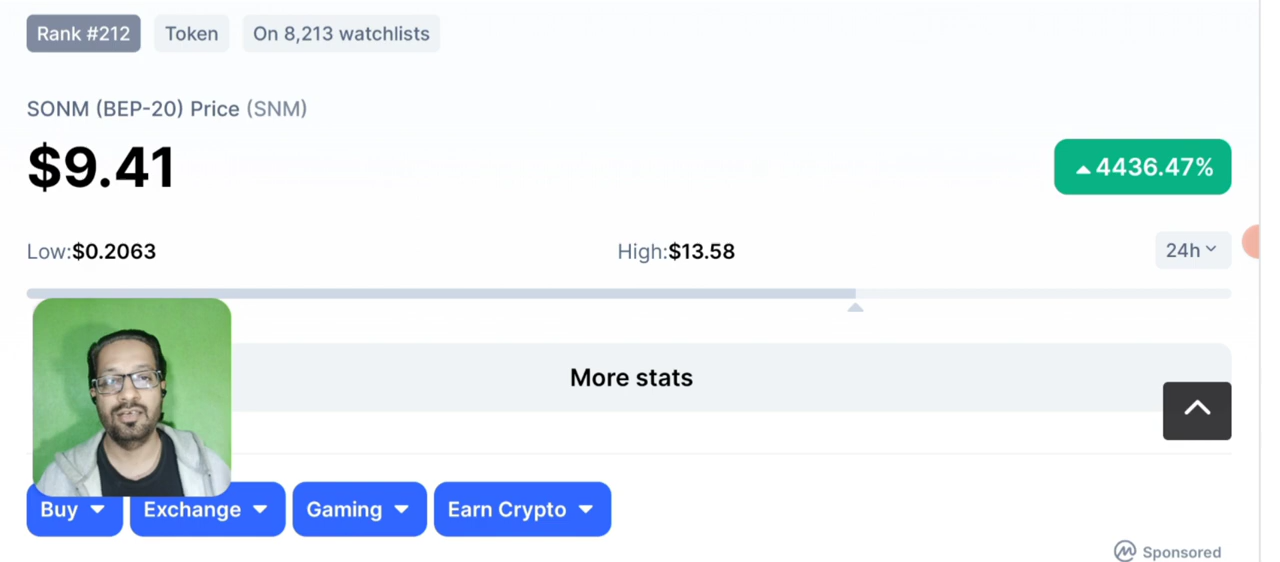 Rank #212 Token On 8,213 watchlists
SONM (BEP-20) Price (SNM)
$9.41 4436.47%
Low:$0.2063 High:$13.58 24h
More stats
Buy Exchange Gaming Earn Crypto
Sponsored